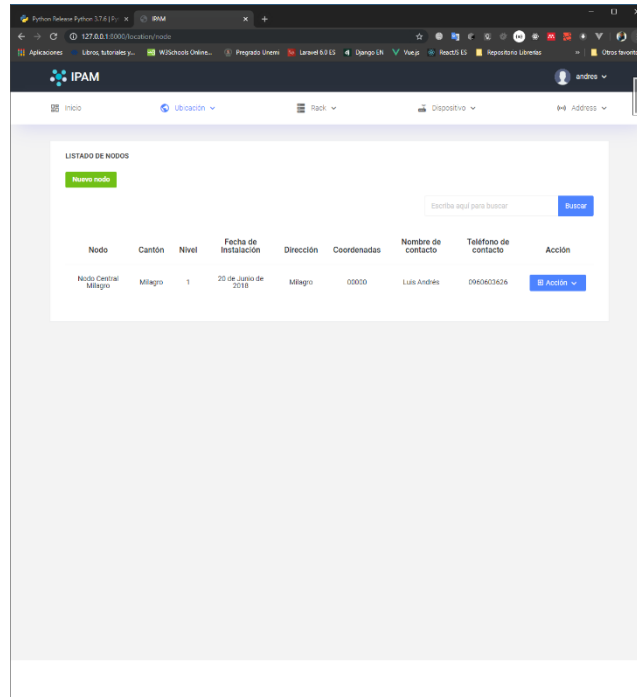 Python Release Python 3.7.6 | Py
IPAM
127.0.0.1:8000/location/node
Aplicaciones
Libros, tutoriales y...
W3Schools Online...
Pregrado Unemi
Laravel 6.0 ES
Django EN
Vue.js
ReactJS ES
Repositorio Librerías
Otros favoritos
IPAM
andres
Inicio
Ubicación
Rack
Dispositivo
Address
LISTADO DE NODOS
Nuevo nodo
Escriba aquí para buscar
Buscar
Nodo Cantón Nivel Fecha de Instalación Dirección Coordenadas Nombre de contacto Teléfono de contacto Acción
Nodo Central Milagro Milagro 1 20 de Junio de 2018 Milagro 00000 Luis Andrés 0960603626 Acción